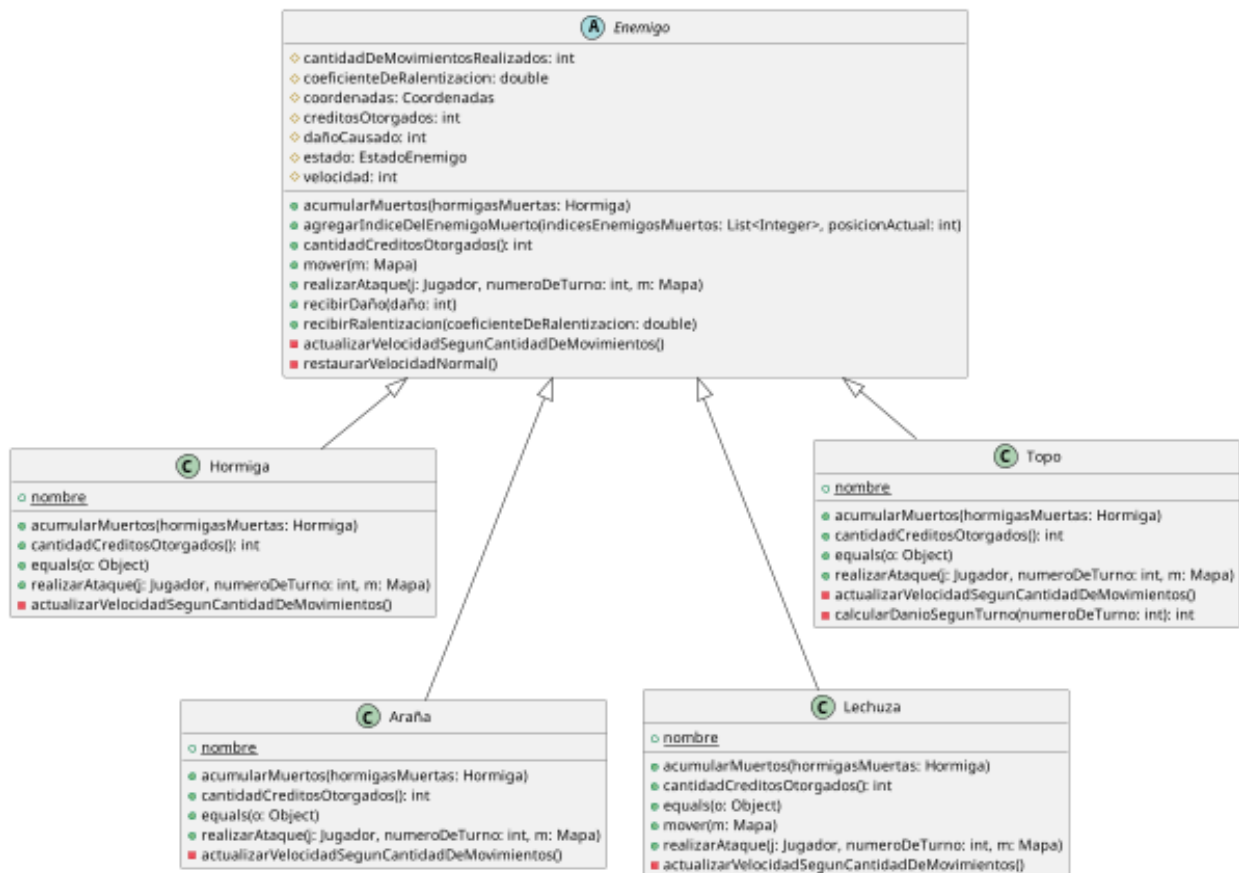 A Enemigo
cantidadDeMovimientosRealizados: int
coeficienteDeRalentizacion: double
coordenadas: Coordenadas
creditosOtorgados: int
dañoCausado: int
estado: EstadoEnemigo
velocidad: int
acumularMuertos(hormigasMuertas: Hormiga)
agregarIndiceDelEnemigoMuerto(indicesEnemigosMuertos: List<Integer>, posicionActual: int)
cantidadCreditosOtorgados(): int
mover(m: Mapa)
realizarAtaque(j: Jugador, numeroDeTurno: int, m: Mapa)
recibirDaño(daño: int)
recibirRalentizacion(coeficienteDeRalentizacion: double)
actualizarVelocidadSegunCantidadDeMovimientos()
restaurarVelocidadNormal()
C Hormiga
nombre
acumularMuertos(hormigasMuertas: Hormiga)
cantidadCreditosOtorgados(): int
equals(o: Object)
realizarAtaque(j: Jugador, numeroDeTurno: int, m: Mapa)
actualizarVelocidadSegunCantidadDeMovimientos()
C Topo
nombre
acumularMuertos(hormigasMuertas: Hormiga)
cantidadCreditosOtorgados(): int
equals(o: Object)
realizarAtaque(j: Jugador, numeroDeTurno: int, m: Mapa)
actualizarVelocidadSegunCantidadDeMovimientos()
calcularDanioSegunTurno(numeroDeTurno: int): int
C Araña
nombre
acumularMuertos(hormigasMuertas: Hormiga)
cantidadCreditosOtorgados(): int
equals(o: Object)
realizarAtaque(j: Jugador, numeroDeTurno: int, m: Mapa)
actualizarVelocidadSegunCantidadDeMovimientos()
C Lechuza
nombre
acumularMuertos(hormigasMuertas: Hormiga)
cantidadCreditosOtorgados(): int
equals(o: Object)
mover(m: Mapa)
realizarAtaque(j: Jugador, numeroDeTurno: int, m: Mapa)
actualizarVelocidadSegunCantidadDeMovimientos()